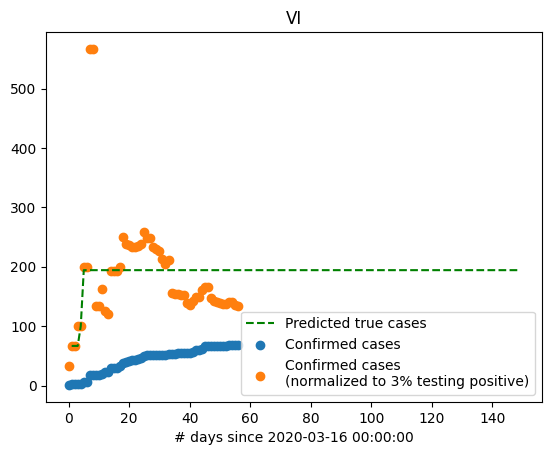 VI
500
400
300
200
100
0
Predicted true cases
Confirmed cases
Confirmed cases
(normalized to 3% testing positive)
0 20 40 60 80 100 120 140
# days since 2020-03-16 00:00:00